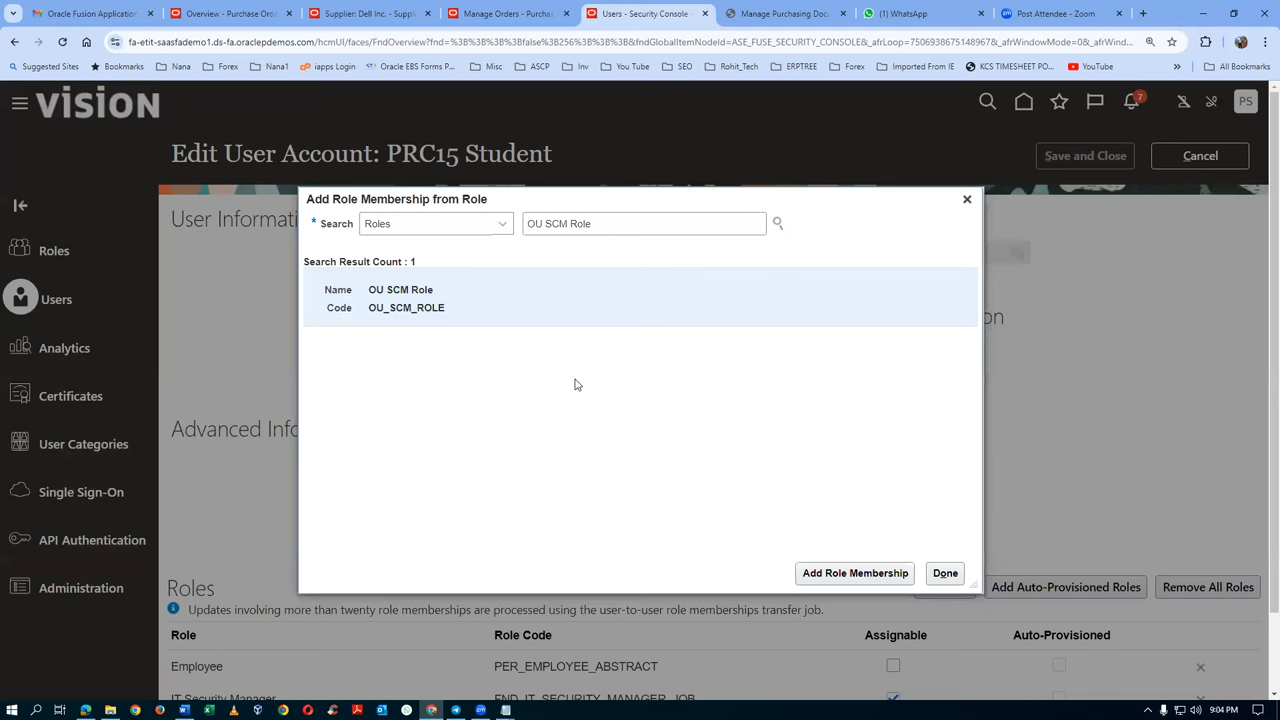 Oracle Fusion Application
Overview - Purchase Order
Supplier: Dell Inc. - Suppli
Manage Orders - Purchas
Users - Security Console -
Manage Purchasing Docu
(1) WhatsApp
Post Attendee - Zoom
fa-etit-saasfademo1.ds-fa.oraclepdemos.com/hcmUI/faces/FndOverview?fnd=%3B%3B%3B%3Bfalse%3B256%3B%3B%3B&fndGlobalItemNodeId=ASE_FUSE_SECURITY_CONSOLE&_afrLoop=75069386751489678&_afrWindowMode=0&_afrWind...
Suggested Sites
Bookmarks
Nana
Forex
Nana1
iapps Login
Oracle EBS Forms P...
Misc
ASCP
Inv
You Tube
SEO
Rohit_Tech
ERPTREE
Forex
Imported From IE
KCS TIMESHEET PO...
YouTube
All Bookmarks
VISION
7
PS
Edit User Account: PRC15 Student
Save and Close
Cancel
Roles
Users
Analytics
Certificates
User Categories
Single Sign-On
API Authentication
Administration
User Informati
on
Advanced Info
Add Role Membership from Role
* Search Roles OU SCM Role
Search Result Count : 1
Name OU SCM Role
Code OU_SCM_ROLE
Add Role Membership
Done
Roles
Add Auto-Provisioned Roles
Remove All Roles
Updates involving more than twenty role memberships are processed using the user-to-user role memberships transfer job.
Role Role Code Assignable Auto-Provisioned
Employee PER_EMPLOYEE_ABSTRACT
IT Security Manager FND_IT_SECURITY_MANAGER_JOB
9:04 PM